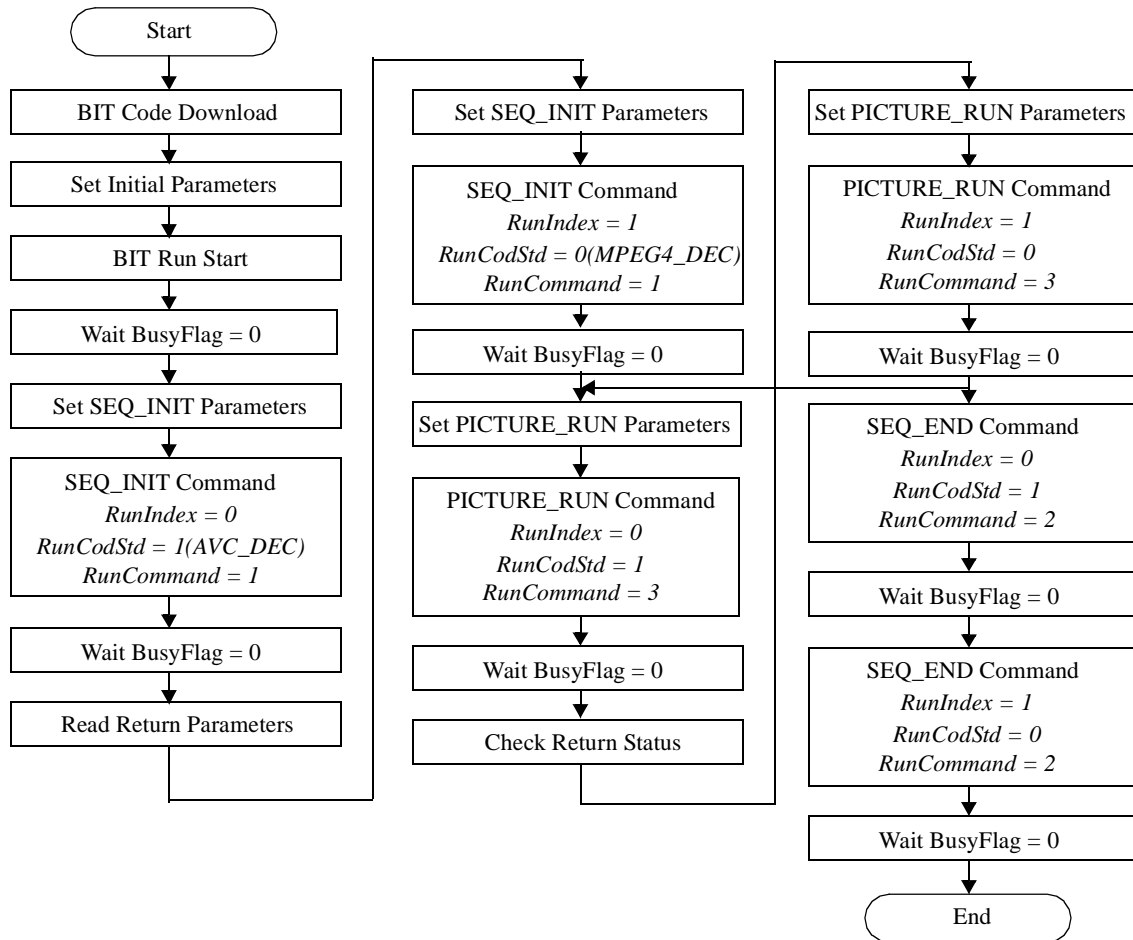 Start
BIT Code Download
Set Initial Parameters
BIT Run Start
Wait BusyFlag = 0
Set SEQ_INIT Parameters
SEQ_INIT Command
RunIndex = 0
RunCodStd = 1(AVC_DEC)
RunCommand = 1
Wait BusyFlag = 0
Read Return Parameters
Set SEQ_INIT Parameters
SEQ_INIT Command
RunIndex = 1
RunCodStd = 0(MPEG4_DEC)
RunCommand = 1
Wait BusyFlag = 0
Set PICTURE_RUN Parameters
PICTURE_RUN Command
RunIndex = 0
RunCodStd = 1
RunCommand = 3
Wait BusyFlag = 0
Check Return Status
Set PICTURE_RUN Parameters
PICTURE_RUN Command
RunIndex = 1
RunCodStd = 0
RunCommand = 3
Wait BusyFlag = 0
SEQ_END Command
RunIndex = 0
RunCodStd = 1
RunCommand = 2
Wait BusyFlag = 0
SEQ_END Command
RunIndex = 1
RunCodStd = 0
RunCommand = 2
Wait BusyFlag = 0
End